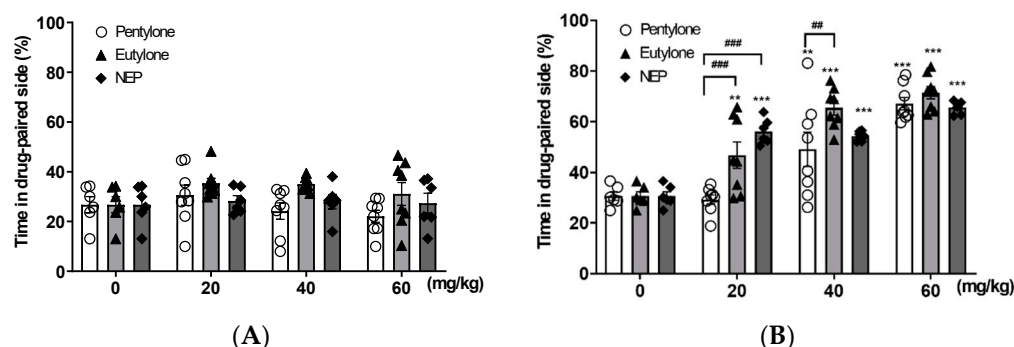 Time in drug-paired side (%)
100
80
60
40
20
0
Pentylone
Eutylone
NEP
0
20
40
60
(mg/kg)
(A)
Time in drug-paired side (%)
100
80
60
40
20
0
Pentylone
Eutylone
NEP
###
###
**
***
##
**
***
***
***
***
***
0
20
40
60
(mg/kg)
(B)